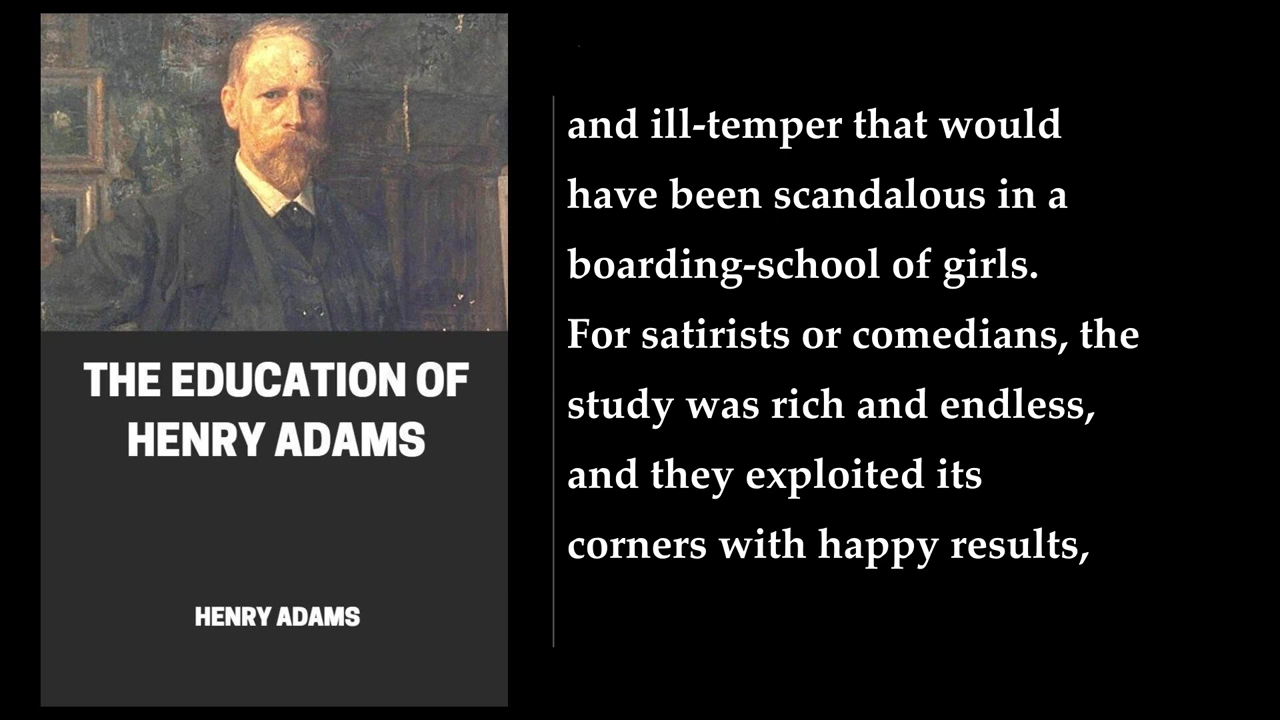 THE EDUCATION OF
HENRY ADAMS
HENRY ADAMS
and ill-temper that would
have been scandalous in a
boarding-school of girls.
For satirists or comedians, the
study was rich and endless,
and they exploited its
corners with happy results,